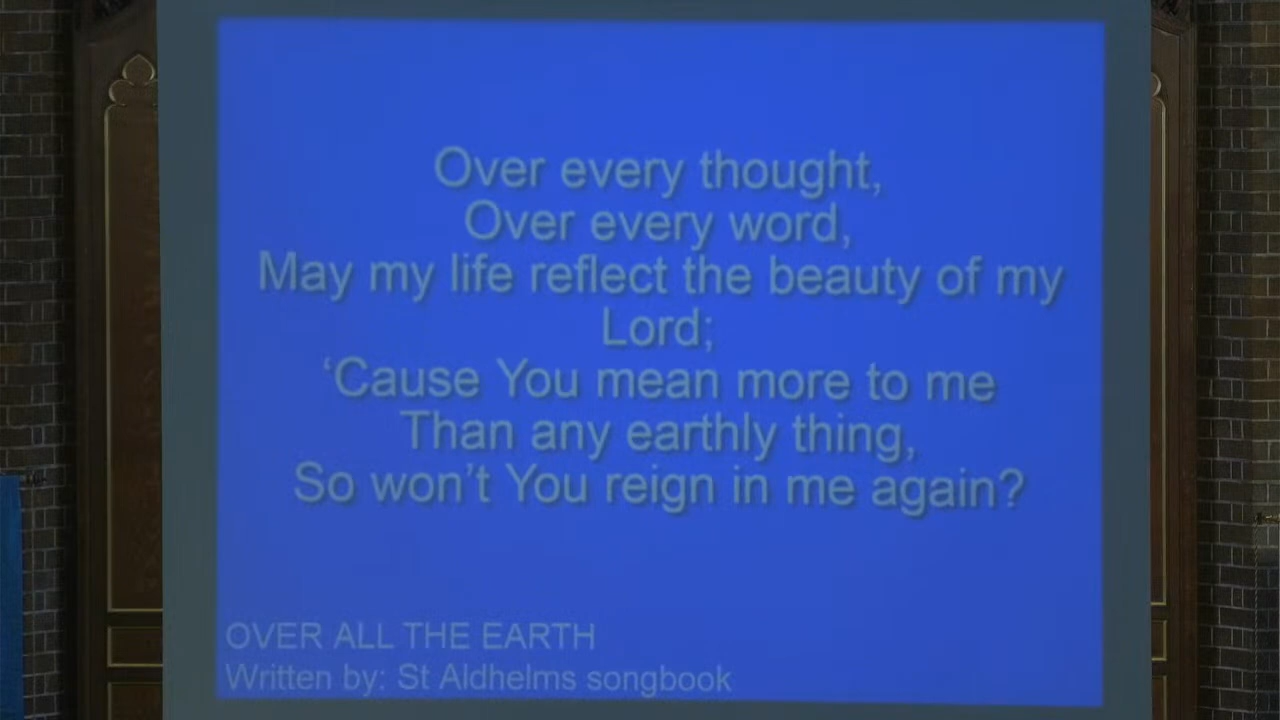 Over every thought,
Over every word,
May my life reflect the beauty of my
Lord;
‘Cause You mean more to me
Than any earthly thing,
So won’t You reign in me again?
OVER ALL THE EARTH
Written by: St Aldhelms songbook